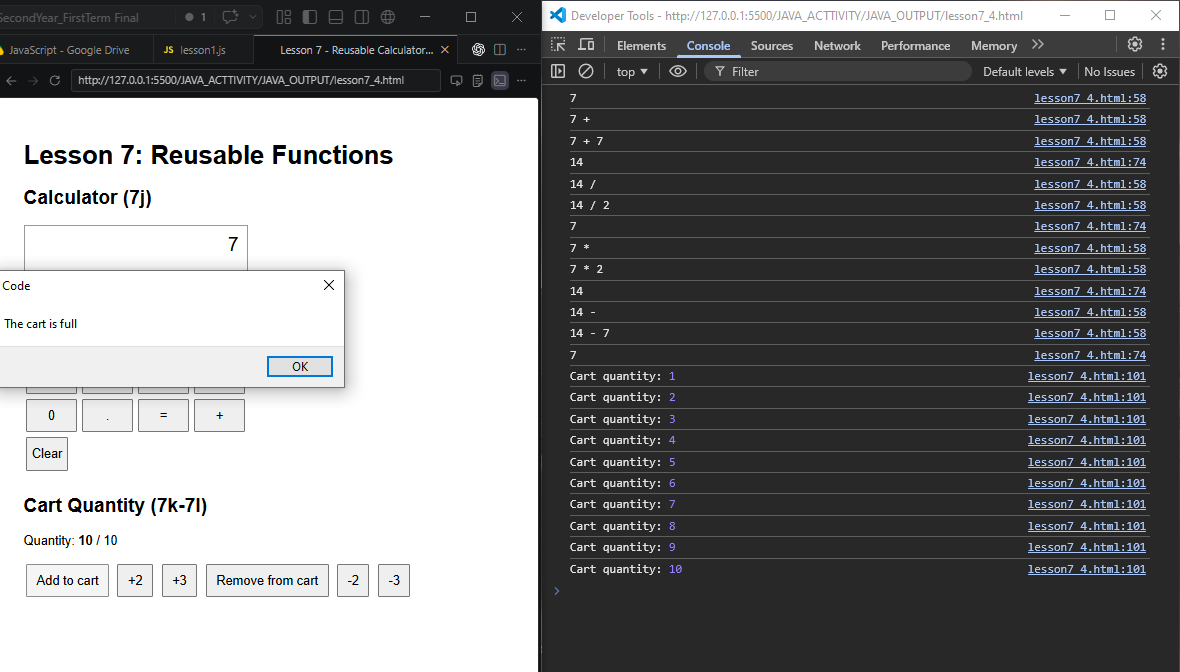 SecondYear_FirstTerm Final
1
JavaScript - Google Drive
JS lesson1.js
Lesson 7 - Reusable Calculator...
http://127.0.0.1:5500/JAVA_ACTTIVITY/JAVA_OUTPUT/lesson7_4.html
Lesson 7: Reusable Functions
Calculator (7j)
7
Code
The cart is full
OK
0 . = +
Clear
Cart Quantity (7k-7l)
Quantity: 10 / 10
Add to cart +2 +3 Remove from cart -2 -3
Developer Tools - http://127.0.0.1:5500/JAVA_ACTTIVITY/JAVA_OUTPUT/lesson7_4.html
Elements Console Sources Network Performance Memory
top Filter Default levels No Issues
7 lesson7_4.html:58
7 + lesson7_4.html:58
7 + 7 lesson7_4.html:58
14 lesson7_4.html:74
14 / lesson7_4.html:58
14 / 2 lesson7_4.html:58
7 lesson7_4.html:74
7 * lesson7_4.html:58
7 * 2 lesson7_4.html:58
14 lesson7_4.html:74
14 - lesson7_4.html:58
14 - 7 lesson7_4.html:58
7 lesson7_4.html:74
Cart quantity: 1 lesson7_4.html:101
Cart quantity: 2 lesson7_4.html:101
Cart quantity: 3 lesson7_4.html:101
Cart quantity: 4 lesson7_4.html:101
Cart quantity: 5 lesson7_4.html:101
Cart quantity: 6 lesson7_4.html:101
Cart quantity: 7 lesson7_4.html:101
Cart quantity: 8 lesson7_4.html:101
Cart quantity: 9 lesson7_4.html:101
Cart quantity: 10 lesson7_4.html:101